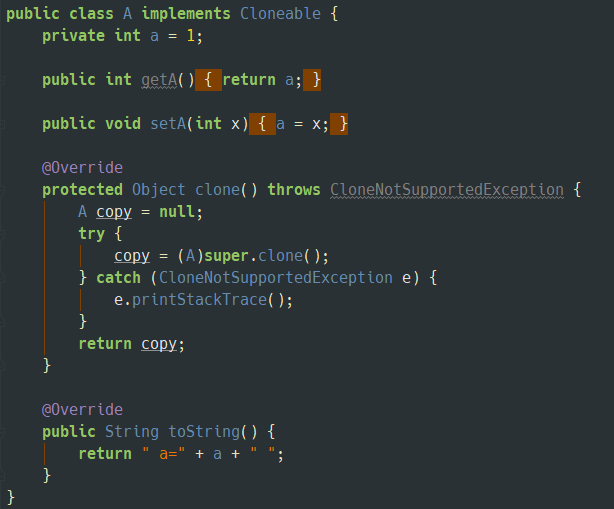 public class A implements Cloneable {
    private int a = 1;

    public int getA() { return a; }

    public void setA(int x) { a = x; }

    @Override
    protected Object clone() throws CloneNotSupportedException {
        A copy = null;
        try {
            copy = (A)super.clone();
        } catch (CloneNotSupportedException e) {
            e.printStackTrace();
        }
        return copy;
    }

    @Override
    public String toString() {
        return " a=" + a + " ";
    }
}